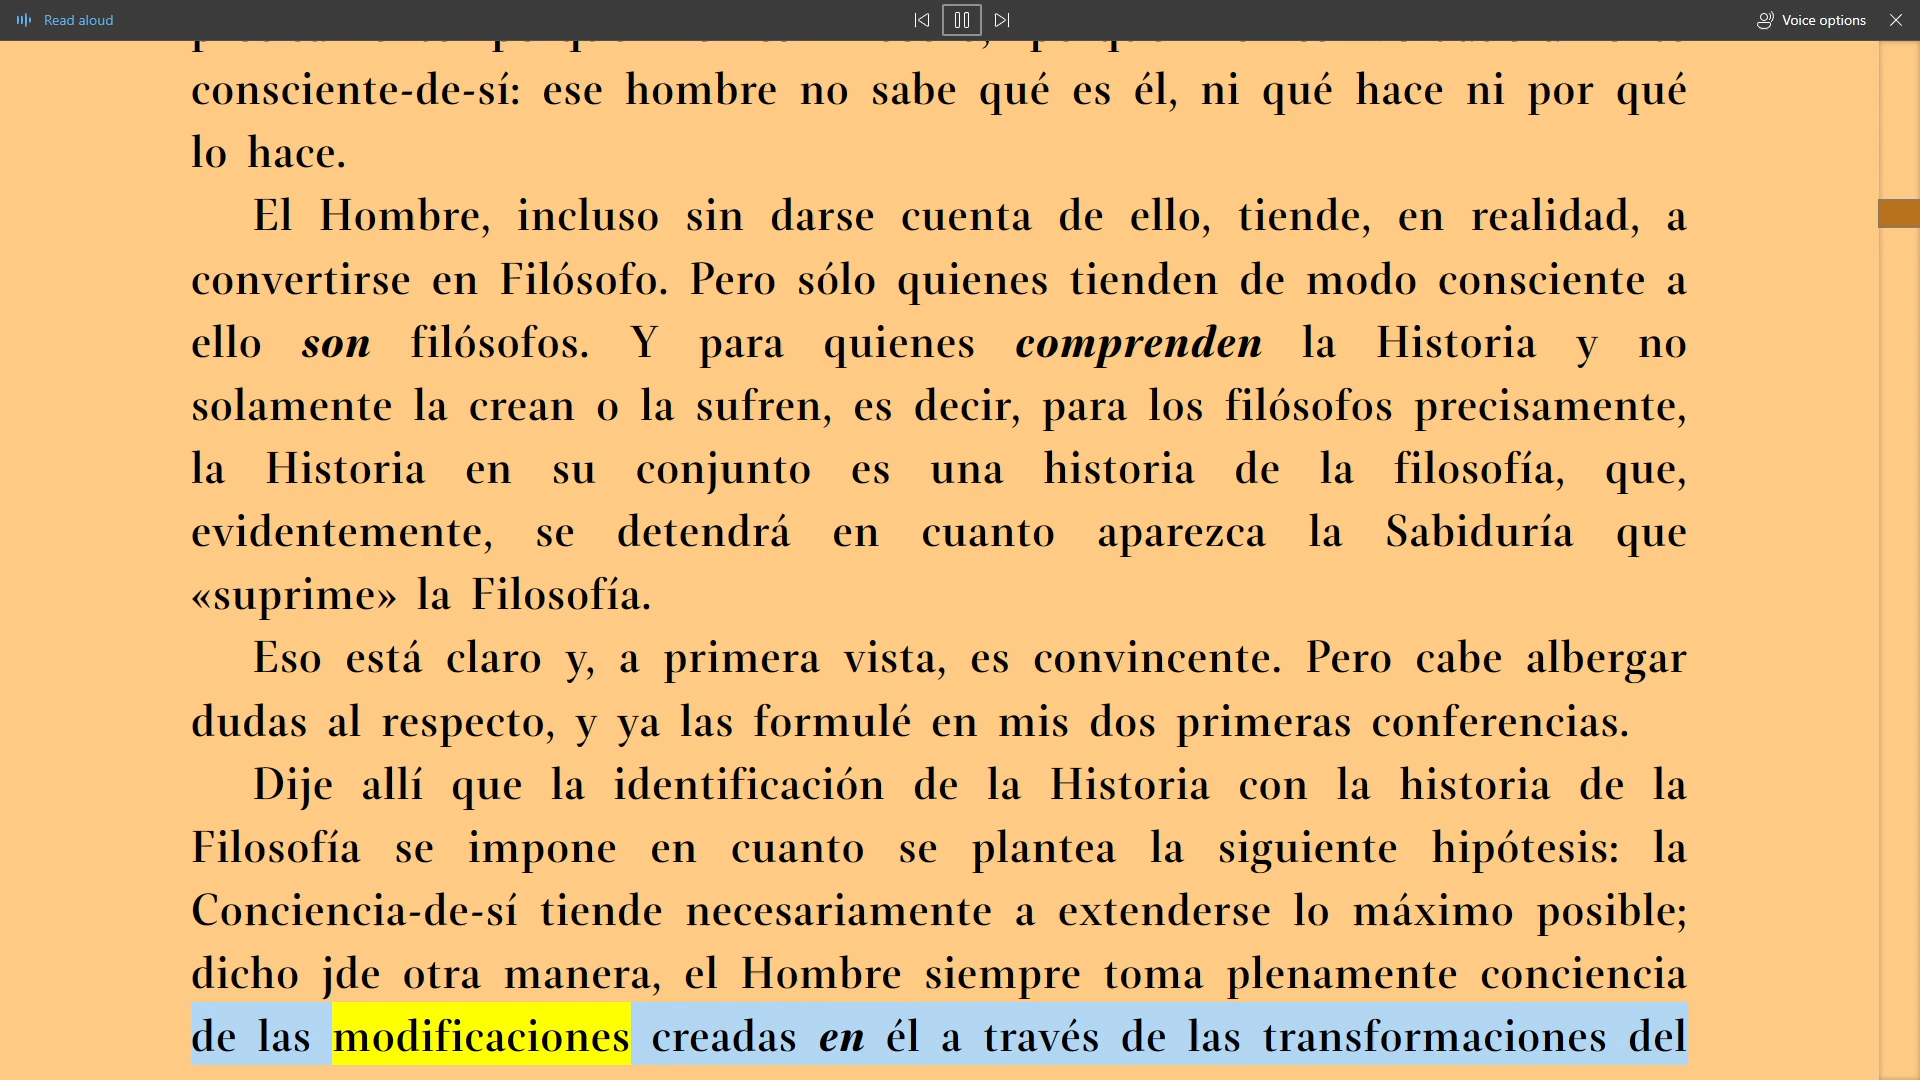 Read aloud
Voice options
consciente-de-sí: ese hombre no sabe qué es él, ni qué hace ni por qué
lo hace.
El Hombre, incluso sin darse cuenta de ello, tiende, en realidad, a
convertirse en Filósofo. Pero sólo quienes tienden de modo consciente a
ello son filósofos. Y para quienes comprenden la Historia y no
solamente la crean o la sufren, es decir, para los filósofos precisamente,
la Historia en su conjunto es una historia de la filosofía, que,
evidentemente, se detendrá en cuanto aparezca la Sabiduría que
«suprime» la Filosofía.
Eso está claro y, a primera vista, es convincente. Pero cabe albergar
dudas al respecto, y ya las formulé en mis dos primeras conferencias.
Dije allí que la identificación de la Historia con la historia de la
Filosofía se impone en cuanto se plantea la siguiente hipótesis: la
Conciencia-de-sí tiende necesariamente a extenderse lo máximo posible;
dicho jde otra manera, el Hombre siempre toma plenamente conciencia
de las modificaciones creadas en él a través de las transformaciones del